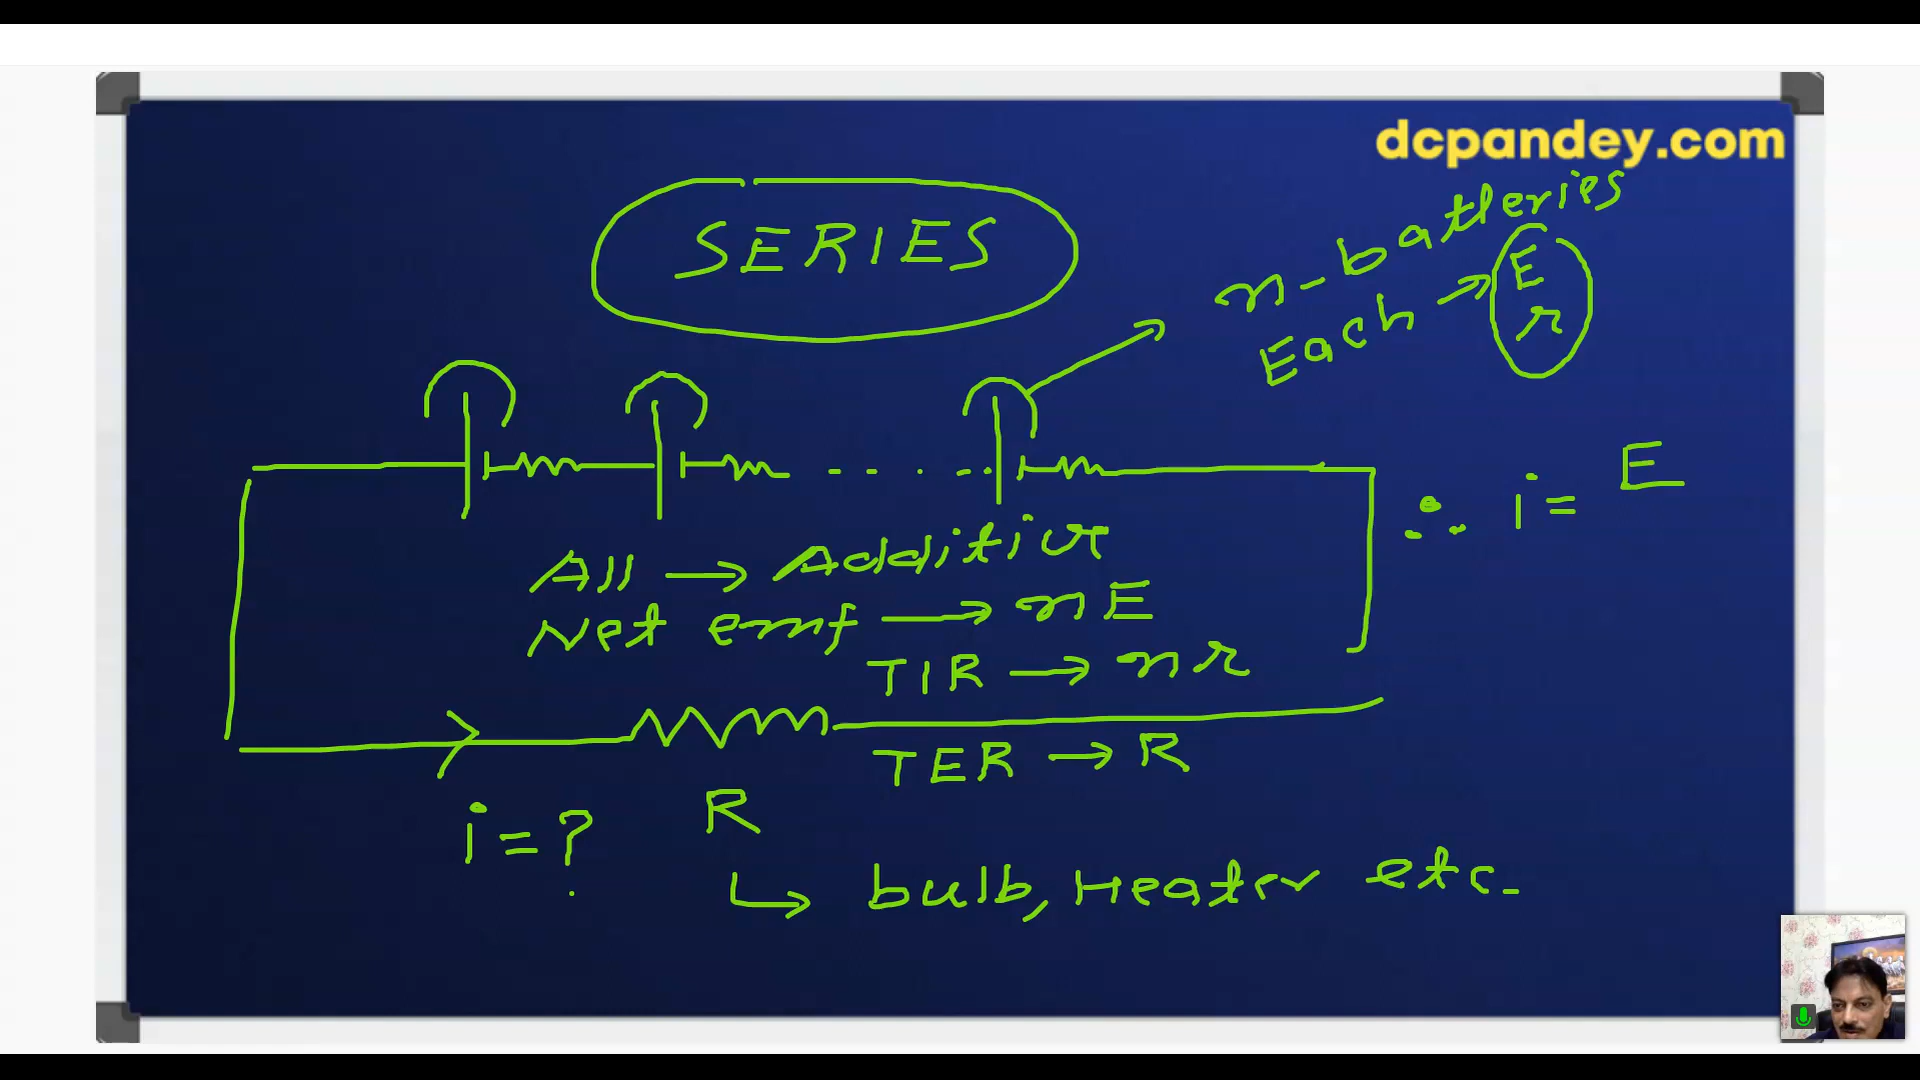 dcpandey.com
SERIES
n-batteries
Each → E
r
∴ i = E
All → Additive
Net emf → nE
TIR → nr
TER → R
i = ?
R
↳ bulb, Heater etc.